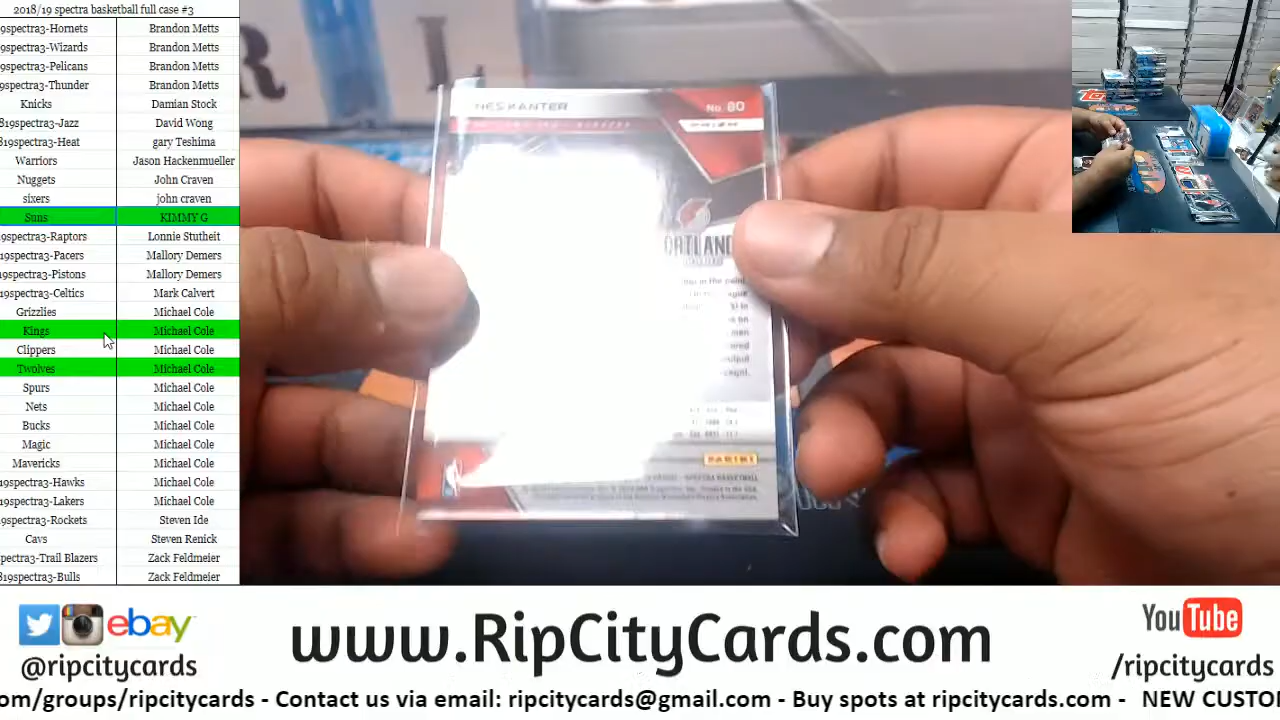 2018/19 spectra basketball full case #3
9spectra3-Hornets Brandon Metts
9spectra3-Wizards Brandon Metts
9spectra3-Pelicans Brandon Metts
9spectra3-Thunder Brandon Metts
Knicks Damian Stock
819spectra3-Jazz David Wong
819spectra3-Heat gary Teshima
Warriors Jason Hackenmueller
Nuggets John Craven
sixers john craven
Suns KIMMY G
9spectra3-Raptors Lonnie Stutheit
19spectra3-Pacers Mallory Demers
19spectra3-Pistons Mallory Demers
19spectra3-Celtics Mark Calvert
Grizzlies Michael Cole
Kings Michael Cole
Clippers Michael Cole
Twolves Michael Cole
Spurs Michael Cole
Nets Michael Cole
Bucks Michael Cole
Magic Michael Cole
Mavericks Michael Cole
19spectra3-Hawks Michael Cole
19spectra3-Lakers Michael Cole
9spectra3-Rockets Steven Ide
Cavs Steven Renick
pectra3-Trail Blazers Zack Feldmeier
819spectra3-Bulls Zack Feldmeier
NES KANTER
No. 80
PRIZM
ORTLAND
PANINI
ebay
@ripcitycards
www.RipCityCards.com
YouTube
/ripcitycards
om/groups/ripcitycards - Contact us via email: ripcitycards@gmail.com - Buy spots at ripcitycards.com - NEW CUSTO